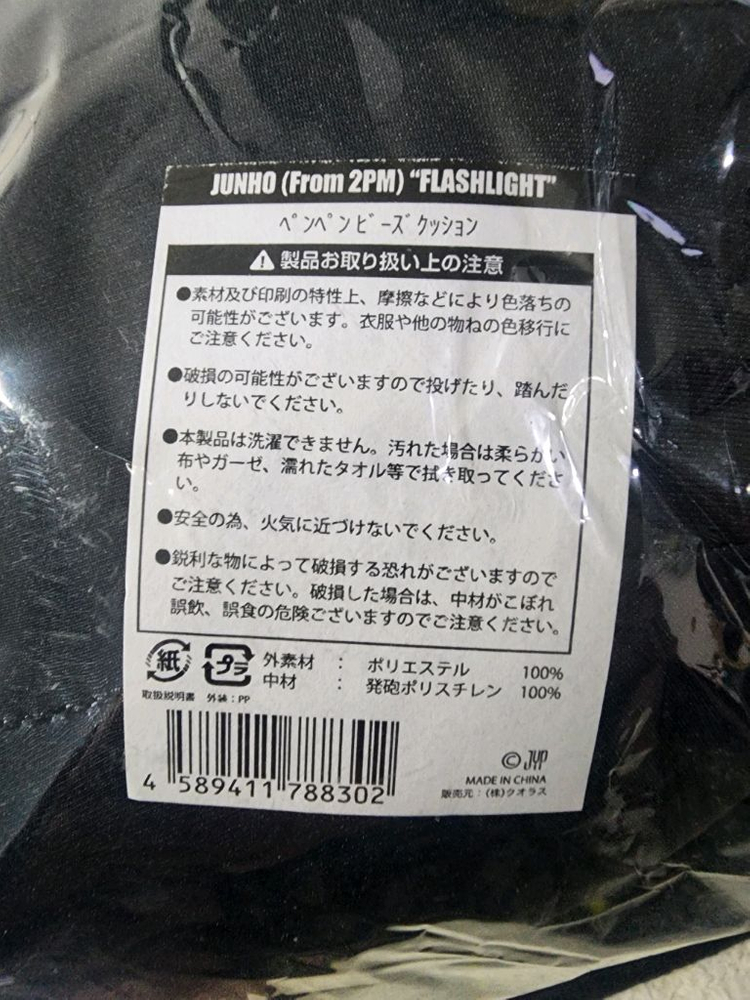 JUNHO (From 2PM) “FLASHLIGHT”
ﾍﾟﾝﾍﾟﾝﾋﾞｰｽﾞｸｯｼｮﾝ
製品お取り扱い上の注意
●素材及び印刷の特性上、摩擦などにより色落ちの
可能性がございます。衣服や他の物ねの色移行に
ご注意ください。
●破損の可能性がございますので投げたり、踏んだ
りしないでください。
●本製品は洗濯できません。汚れた場合は柔らかい
布やガーゼ、濡れたタオル等で拭き取ってくださ
い。
●安全の為、火気に近づけないでください。
●鋭利な物によって破損する恐れがございますので
ご注意ください。破損した場合は、中材がこぼれ
誤飲、誤食の危険ございますのでご注意ください。
紙 プラ 外素材 : ポリエステル 100%
中材 : 発砲ポリスチレン 100%
取扱説明書 外装:PP
4 589411 788302
© JYP
MADE IN CHINA
販売元:(株)クオラス